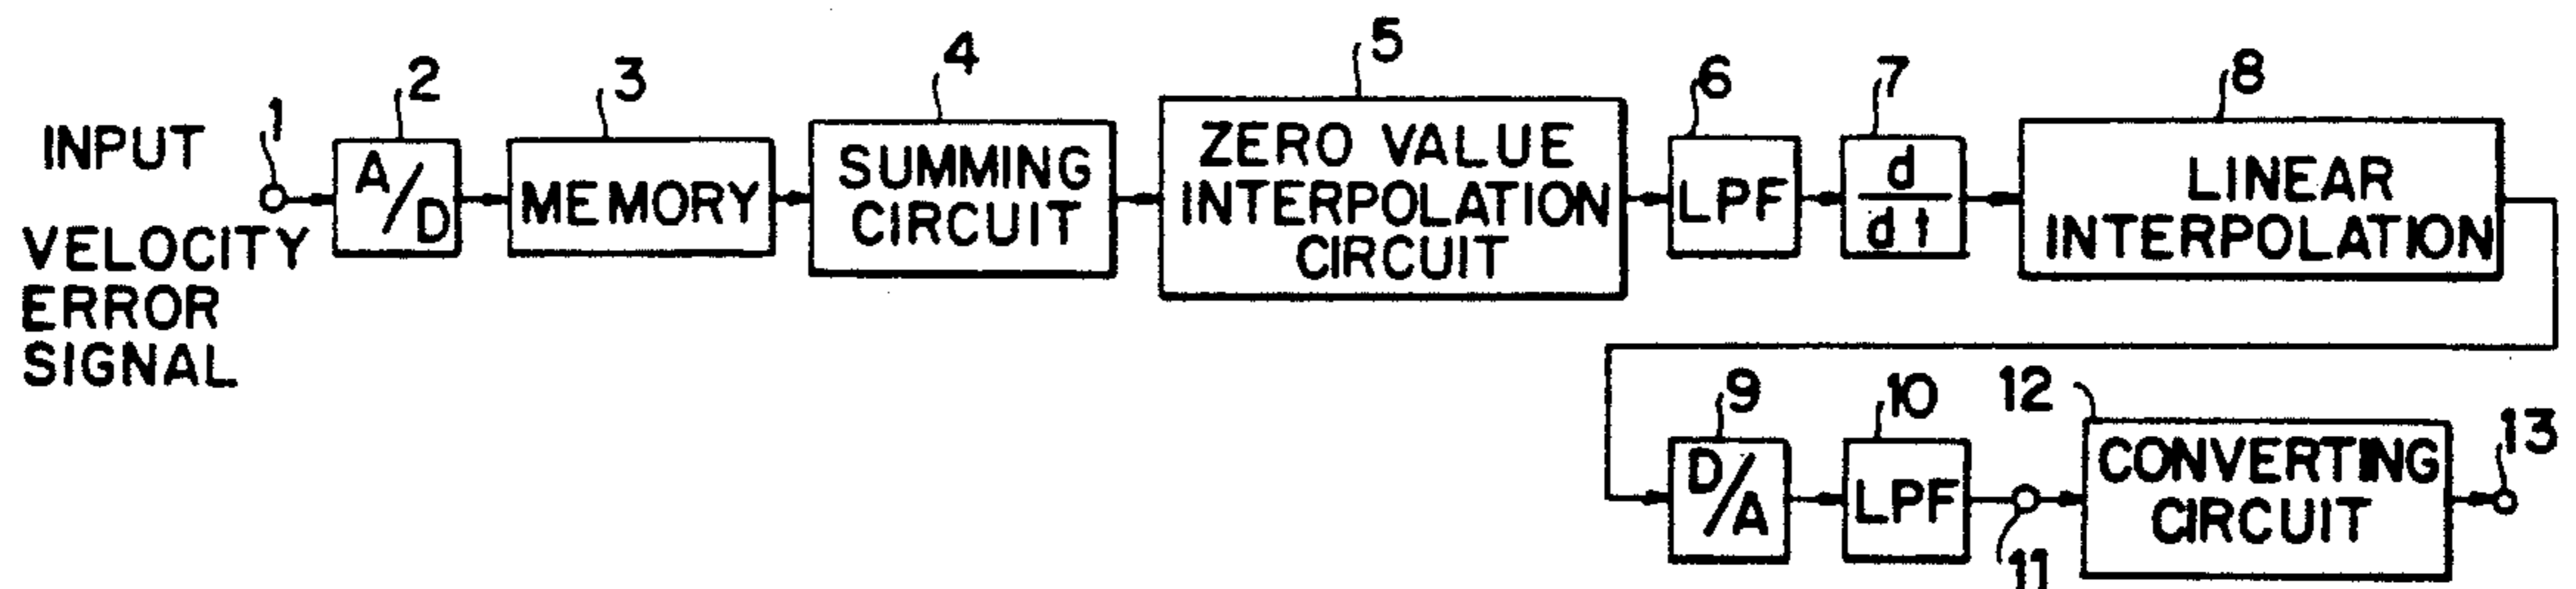 INPUT
VELOCITY
ERROR
SIGNAL
1
2
A/D
3
MEMORY
4
SUMMING
CIRCUIT
5
ZERO VALUE
INTERPOLATION
CIRCUIT
6
LPF
7
d
dt
8
LINEAR
INTERPOLATION
9
D/A
10
LPF
11
12
CONVERTING
CIRCUIT
13